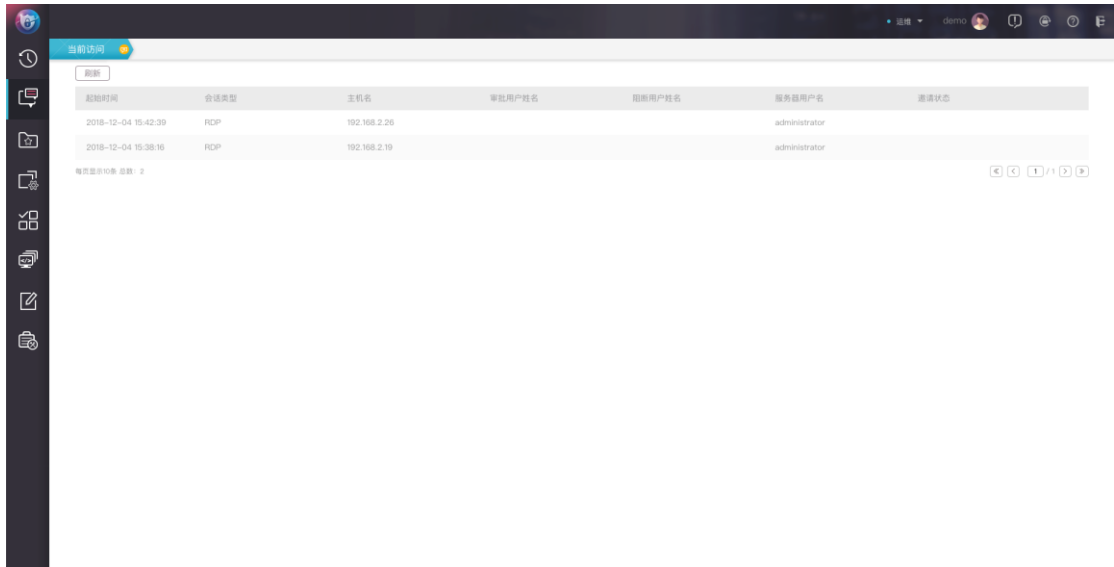 运维 demo
当前访问
刷新
起始时间 会话类型 主机名 审批用户姓名 阻断用户姓名 服务器用户名 邀请状态
2018-12-04 15:42:39 RDP 192.168.2.26 administrator
2018-12-04 15:38:16 RDP 192.168.2.19 administrator
每页显示10条 总数: 2 1 / 1